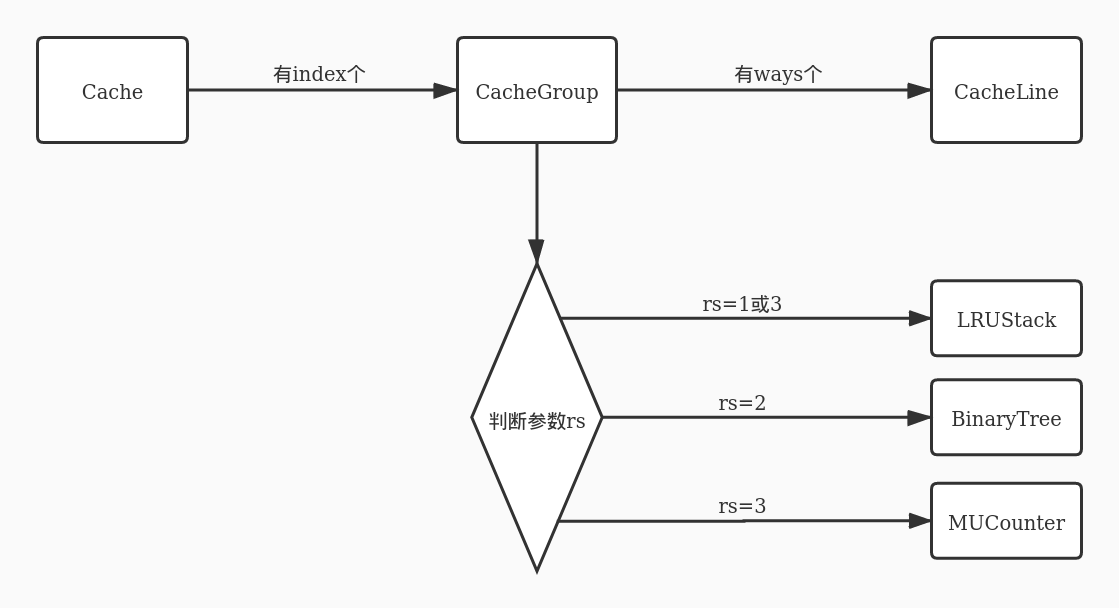 Cache
有index个
CacheGroup
有ways个
CacheLine
判断参数rs
rs=1或3
LRUStack
rs=2
BinaryTree
rs=3
MUCounter